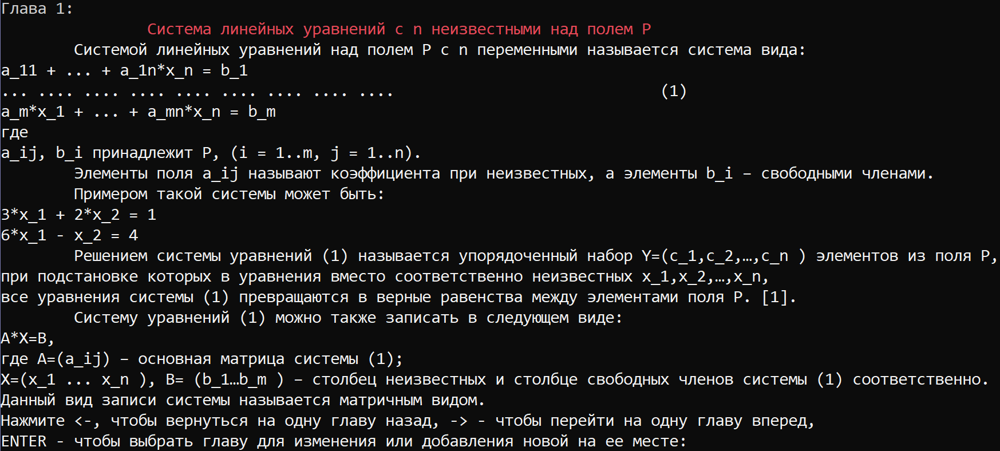 Глава 1:
Система линейных уравнений с n неизвестными над полем P
Системой линейных уравнений над полем P с n переменными называется система вида:
a_11 + ... + a_1n*x_n = b_1
... .... .... .... .... .... .... .... .... (1)
a_m*x_1 + ... + a_mn*x_n = b_m
где
a_ij, b_i принадлежит P, (i = 1..m, j = 1..n).
Элементы поля a_ij называют коэффициента при неизвестных, а элементы b_i – свободными членами.
Примером такой системы может быть:
3*x_1 + 2*x_2 = 1
6*x_1 - x_2 = 4
Решением системы уравнений (1) называется упорядоченный набор Y=(c_1,c_2,…,c_n ) элементов из поля P,
при подстановке которых в уравнения вместо соответственно неизвестных x_1,x_2,…,x_n,
все уравнения системы (1) превращаются в верные равенства между элементами поля P. [1].
Систему уравнений (1) можно также записать в следующем виде:
A*X=B,
где A=(a_ij) – основная матрица системы (1);
X=(x_1 ... x_n ), B= (b_1…b_m ) – столбец неизвестных и столбце свободных членов системы (1) соответственно.
Данный вид записи системы называется матричным видом.
Нажмите <-, чтобы вернуться на одну главу назад, -> - чтобы перейти на одну главу вперед,
ENTER - чтобы выбрать главу для изменения или добавления новой на ее месте: